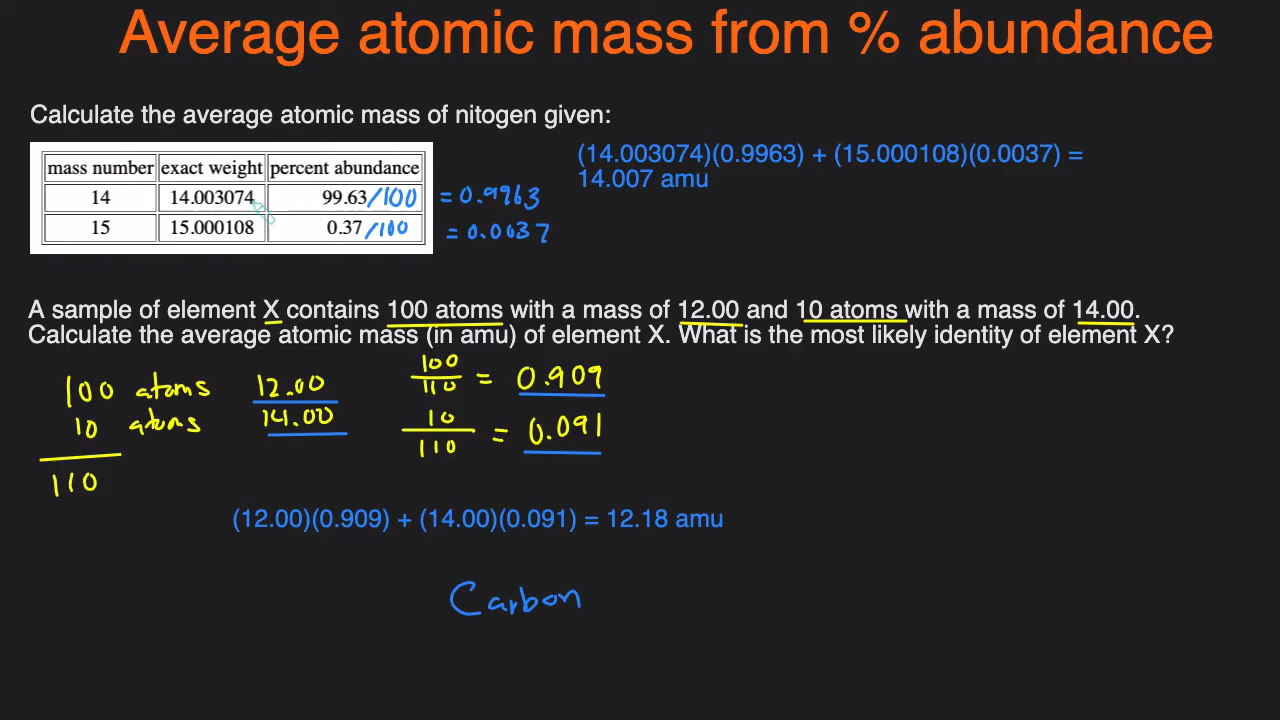 Average atomic mass from % abundance
Calculate the average atomic mass of nitogen given:
mass number exact weight percent abundance
14 14.003074 99.63/100 = 0.9963
15 15.000108 0.37/100 = 0.0037
(14.003074)(0.9963) + (15.000108)(0.0037) =
14.007 amu
A sample of element X contains 100 atoms with a mass of 12.00 and 10 atoms with a mass of 14.00.
Calculate the average atomic mass (in amu) of element X. What is the most likely identity of element X?
100 atoms 12.00
10 atoms 14.00
110
100/110 = 0.909
10/110 = 0.091
(12.00)(0.909) + (14.00)(0.091) = 12.18 amu
Carbon